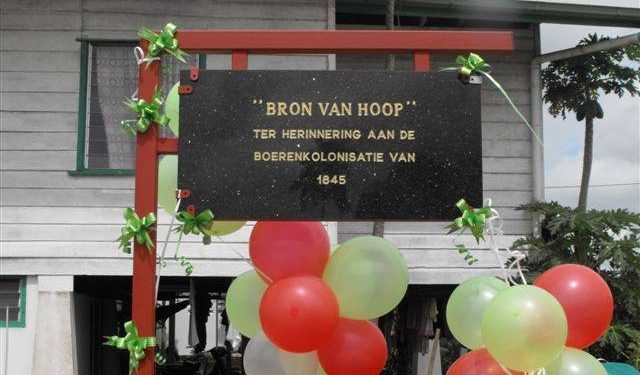 "BRON VAN HOOP"
TER HERINNERING AAN DE
BOERENKOLONISATIE VAN
1845